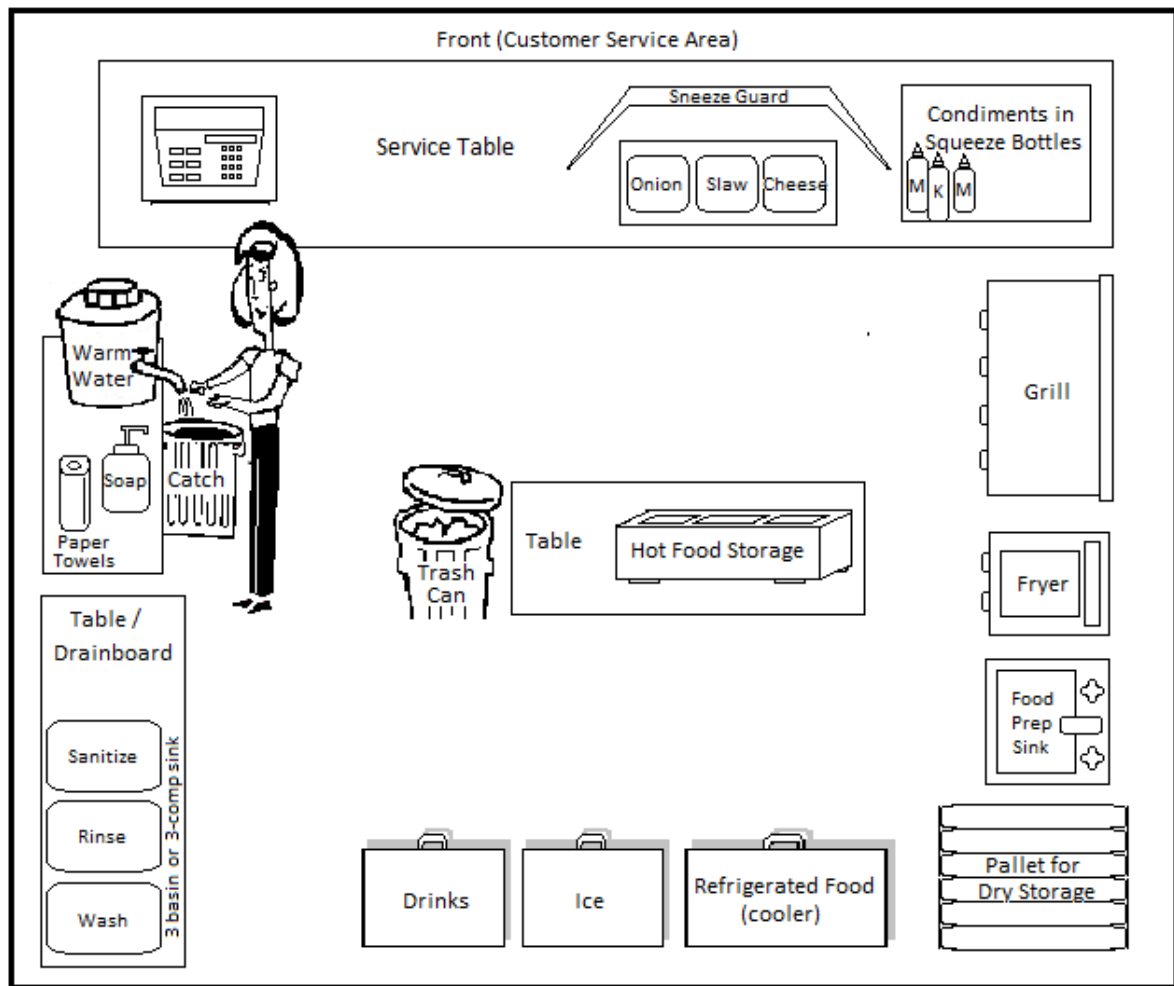 Front (Customer Service Area)
Sneeze Guard
Service Table
Condiments in
Squeeze Bottles
Onion
Slaw
Cheese
M
K
M
Warm
Water
Soap
Catch
Paper
Towels
Grill
Table
Hot Food Storage
Trash
Can
Fryer
Table /
Drainboard
Food
Prep
Sink
Sanitize
Rinse
Wash
3 basin or 3-comp sink
Drinks
Ice
Refrigerated Food
(cooler)
Pallet for
Dry Storage